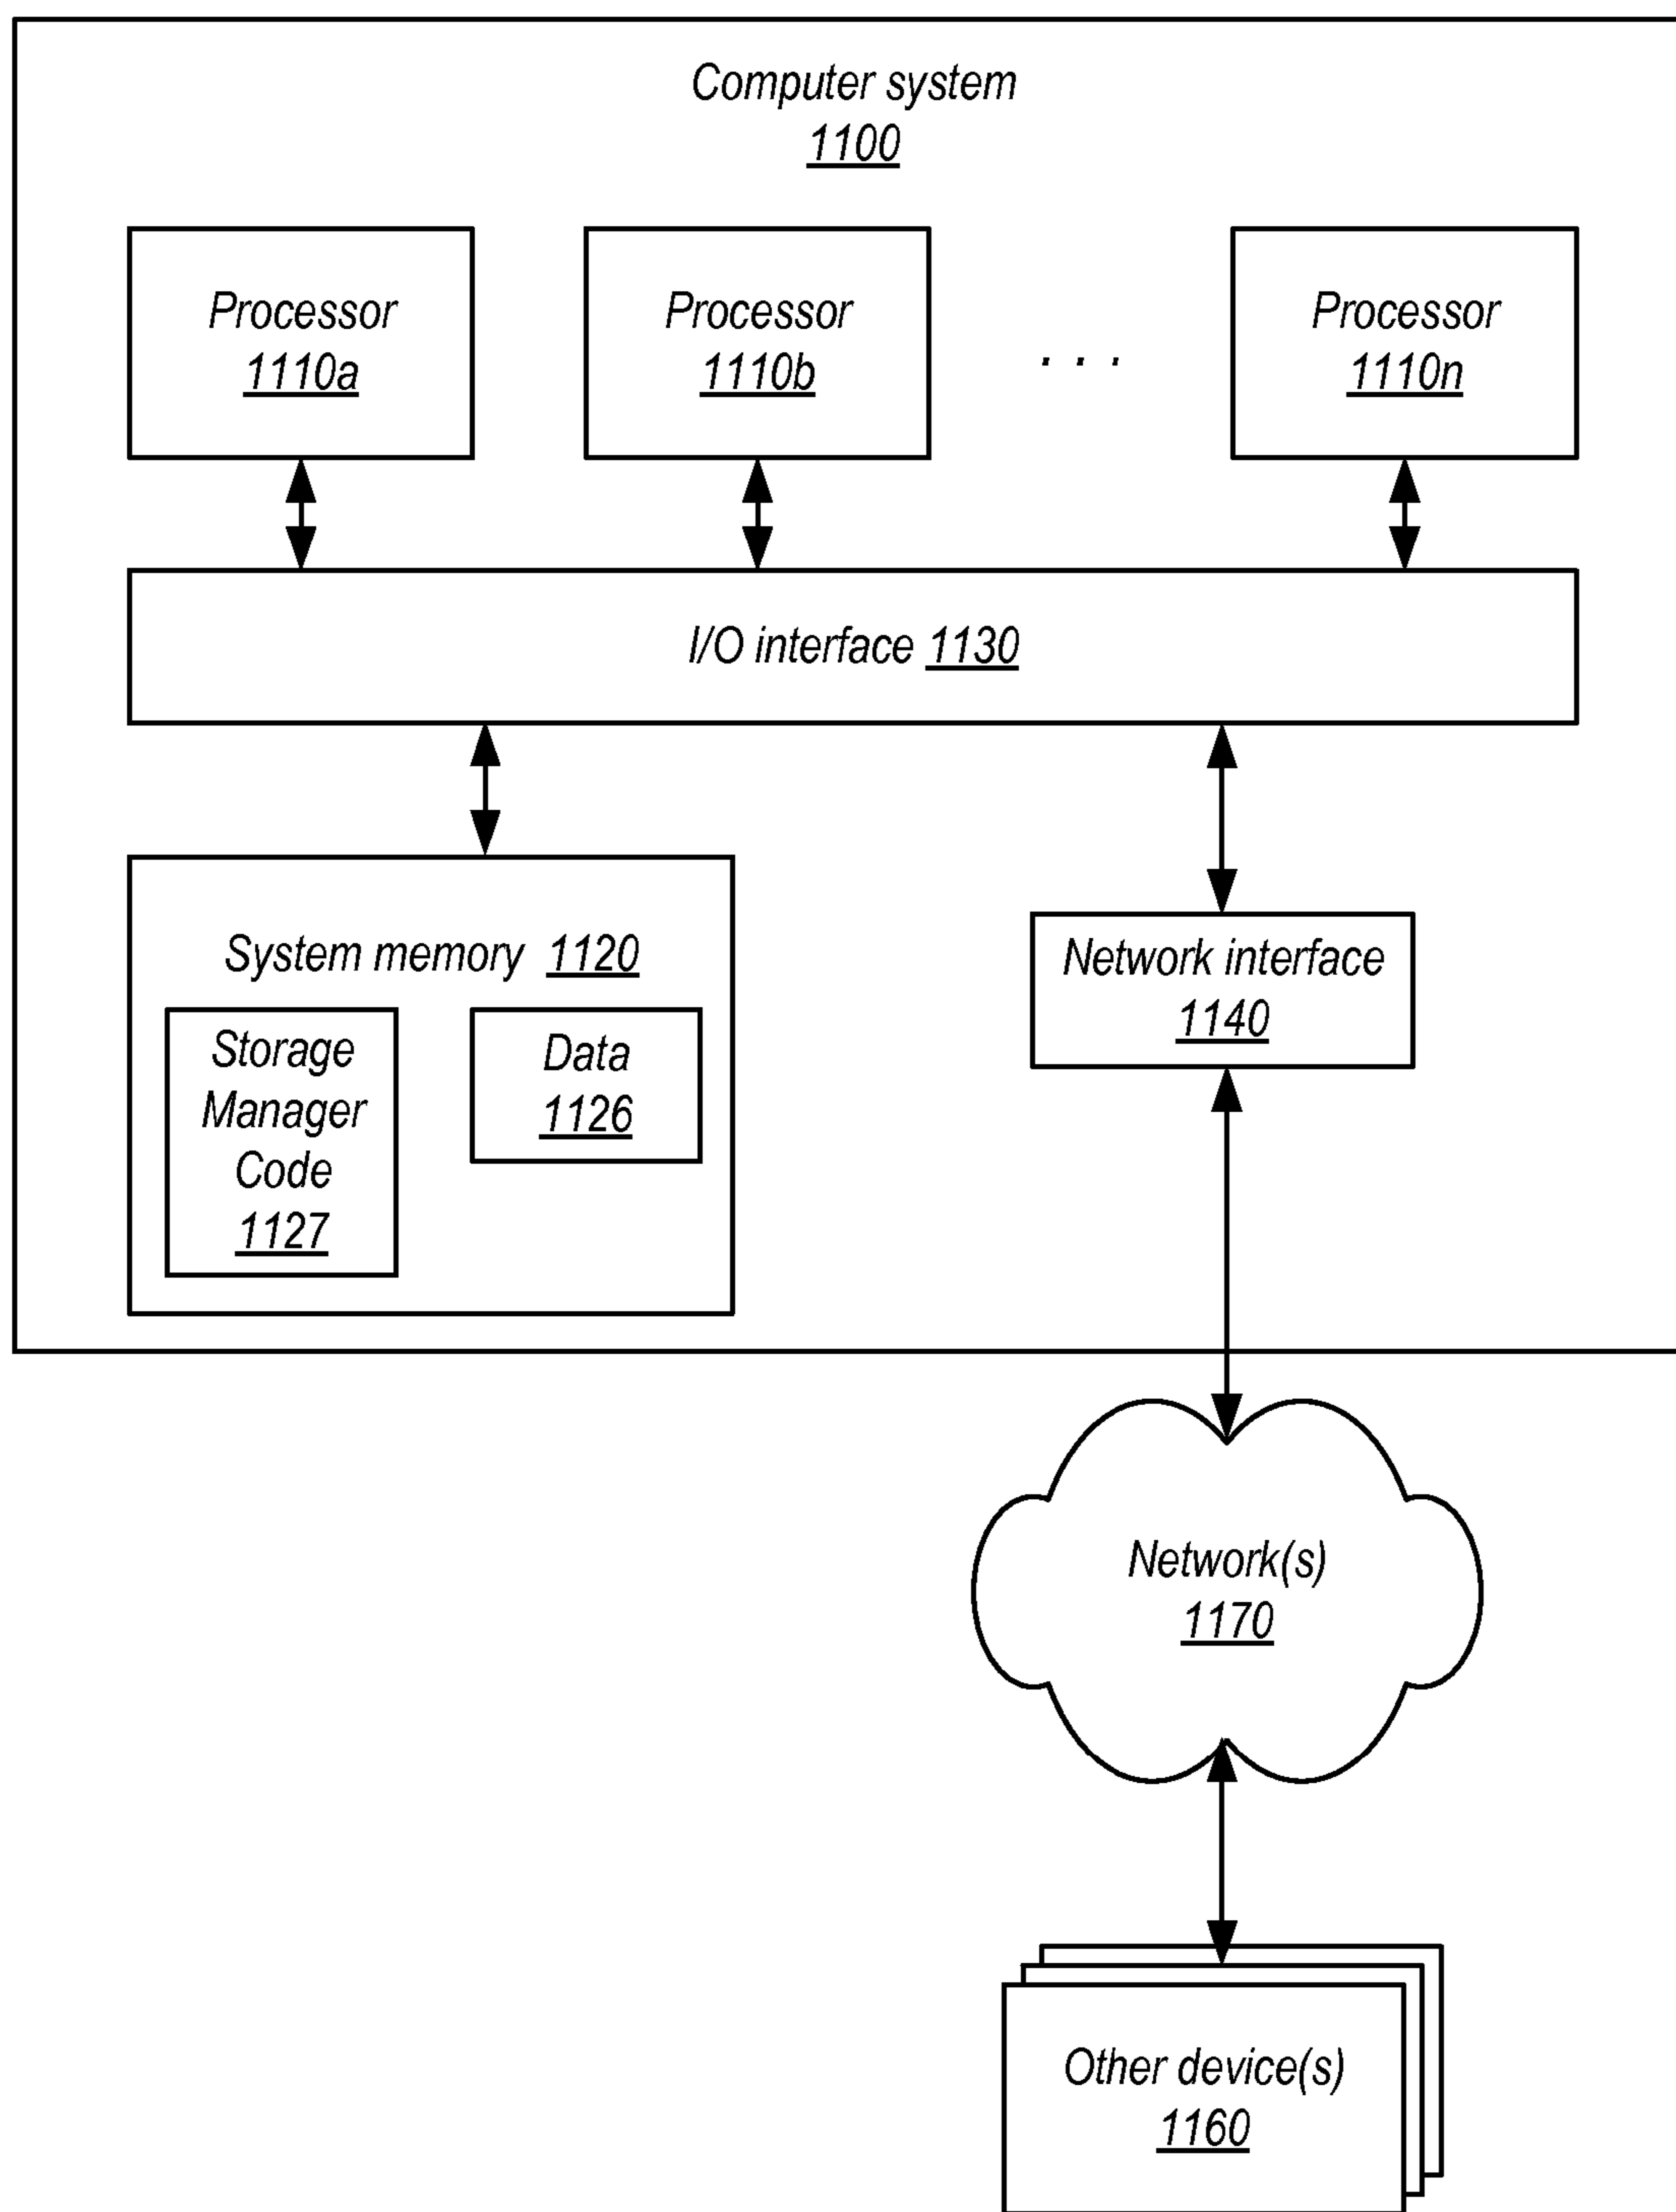 Computer system
1100
Processor
1110a
Processor
1110b
. . .
Processor
1110n
I/O interface 1130
System memory 1120
Storage
Manager
Code
1127
Data
1126
Network interface
1140
Network(s)
1170
Other device(s)
1160